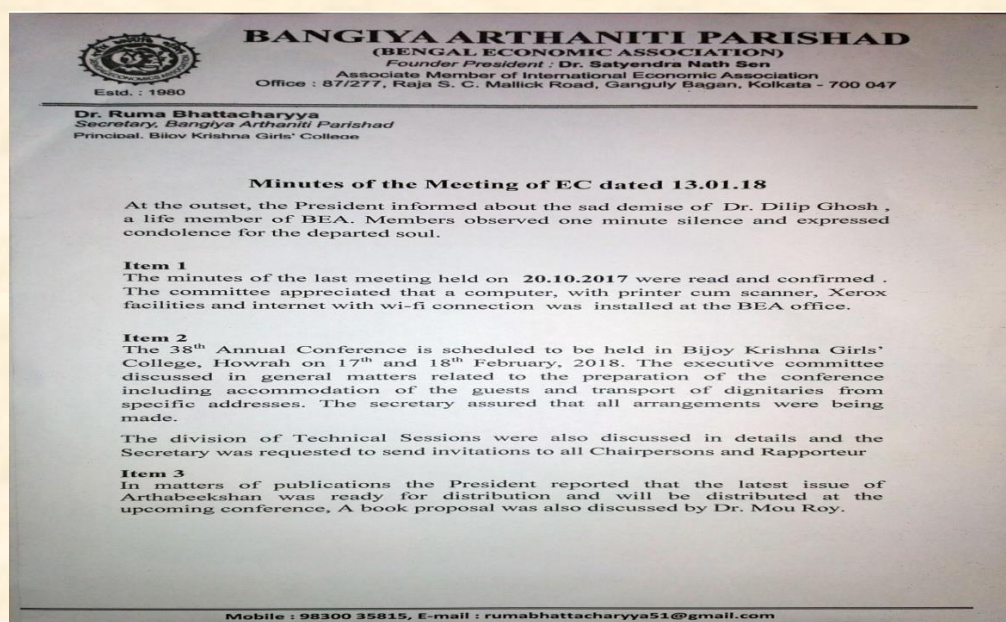 BANGIYA ARTHANITI PARISHAD
(BENGAL ECONOMIC ASSOCIATION)
Founder President : Dr. Satyendra Nath Sen
Associate Member of International Economic Association
Office : 87/277, Raja S. C. Mallick Road, Ganguly Bagan, Kolkata - 700 047
Estd. : 1980
Dr. Ruma Bhattacharyya
Secretary, Bangiya Arthaniti Parishad
Principal, Bijoy Krishna Girls' College
Minutes of the Meeting of EC dated 13.01.18
At the outset, the President informed about the sad demise of Dr. Dilip Ghosh ,
a life member of BEA. Members observed one minute silence and expressed
condolence for the departed soul.
Item 1
The minutes of the last meeting held on 20.10.2017 were read and confirmed .
The committee appreciated that a computer, with printer cum scanner, Xerox
facilities and internet with wi-fi connection was installed at the BEA office.
Item 2
The 38th Annual Conference is scheduled to be held in Bijoy Krishna Girls'
College, Howrah on 17th and 18th February, 2018. The executive committee
discussed in general matters related to the preparation of the conference
including accommodation of the guests and transport of dignitaries from
specific addresses. The secretary assured that all arrangements were being
made.
The division of Technical Sessions were also discussed in details and the
Secretary was requested to send invitations to all Chairpersons and Rapporteur
Item 3
In matters of publications the President reported that the latest issue of
Arthabeekshan was ready for distribution and will be distributed at the
upcoming conference, A book proposal was also discussed by Dr. Mou Roy.
Mobile : 98300 35815, E-mail : rumabhattacharyya51@gmail.com